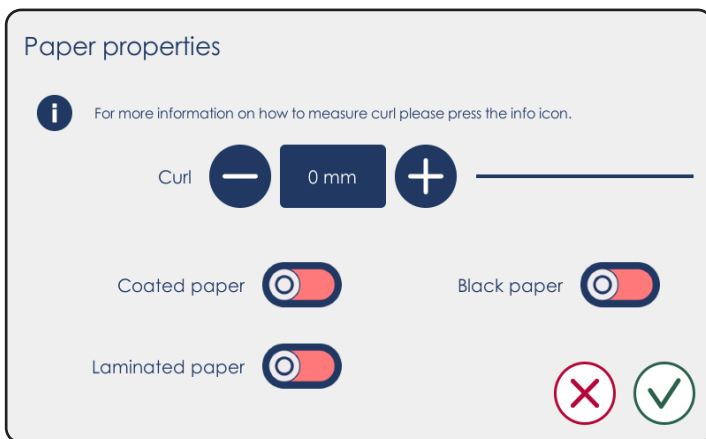 Paper properties
i
For more information on how to measure curl please press the info icon.
Curl 0 mm
Coated paper Black paper
Laminated paper